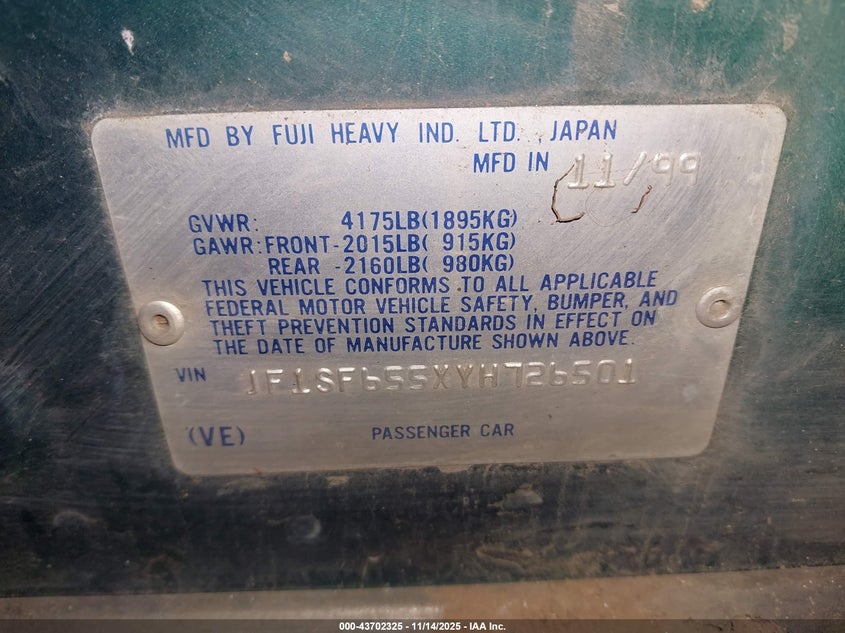 MFD BY FUJI HEAVY IND. LTD. , JAPAN
MFD IN 11/99
GVWR: 4175LB(1895KG)
GAWR:FRONT-2015LB( 915KG)
REAR -2160LB( 980KG)
THIS VEHICLE CONFORMS TO ALL APPLICABLE
FEDERAL MOTOR VEHICLE SAFETY, BUMPER, AND
THEFT PREVENTION STANDARDS IN EFFECT ON
THE DATE OF MANUFACTURE SHOWN ABOVE.
VIN JF1SF655XYH726501
(VE) PASSENGER CAR
000-43702325 - 11/14/2025 - IAA Inc.